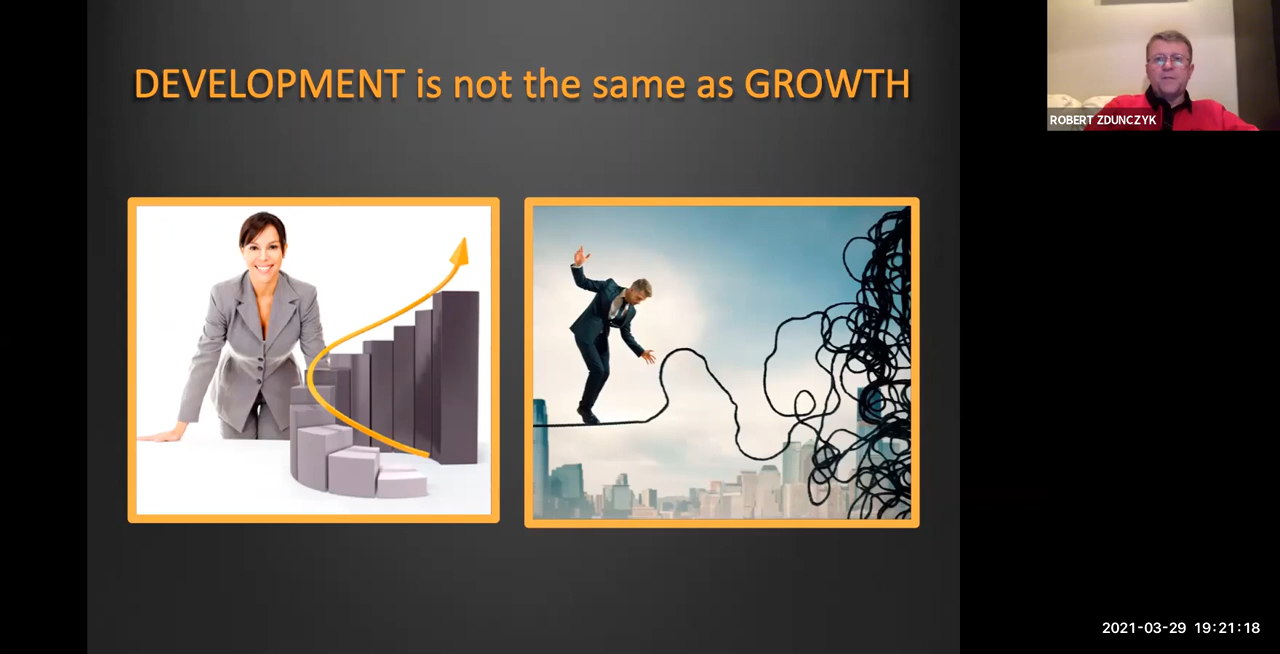 DEVELOPMENT is not the same as GROWTH
ROBERT ZDUNCZYK
2021-03-29 19:21:18